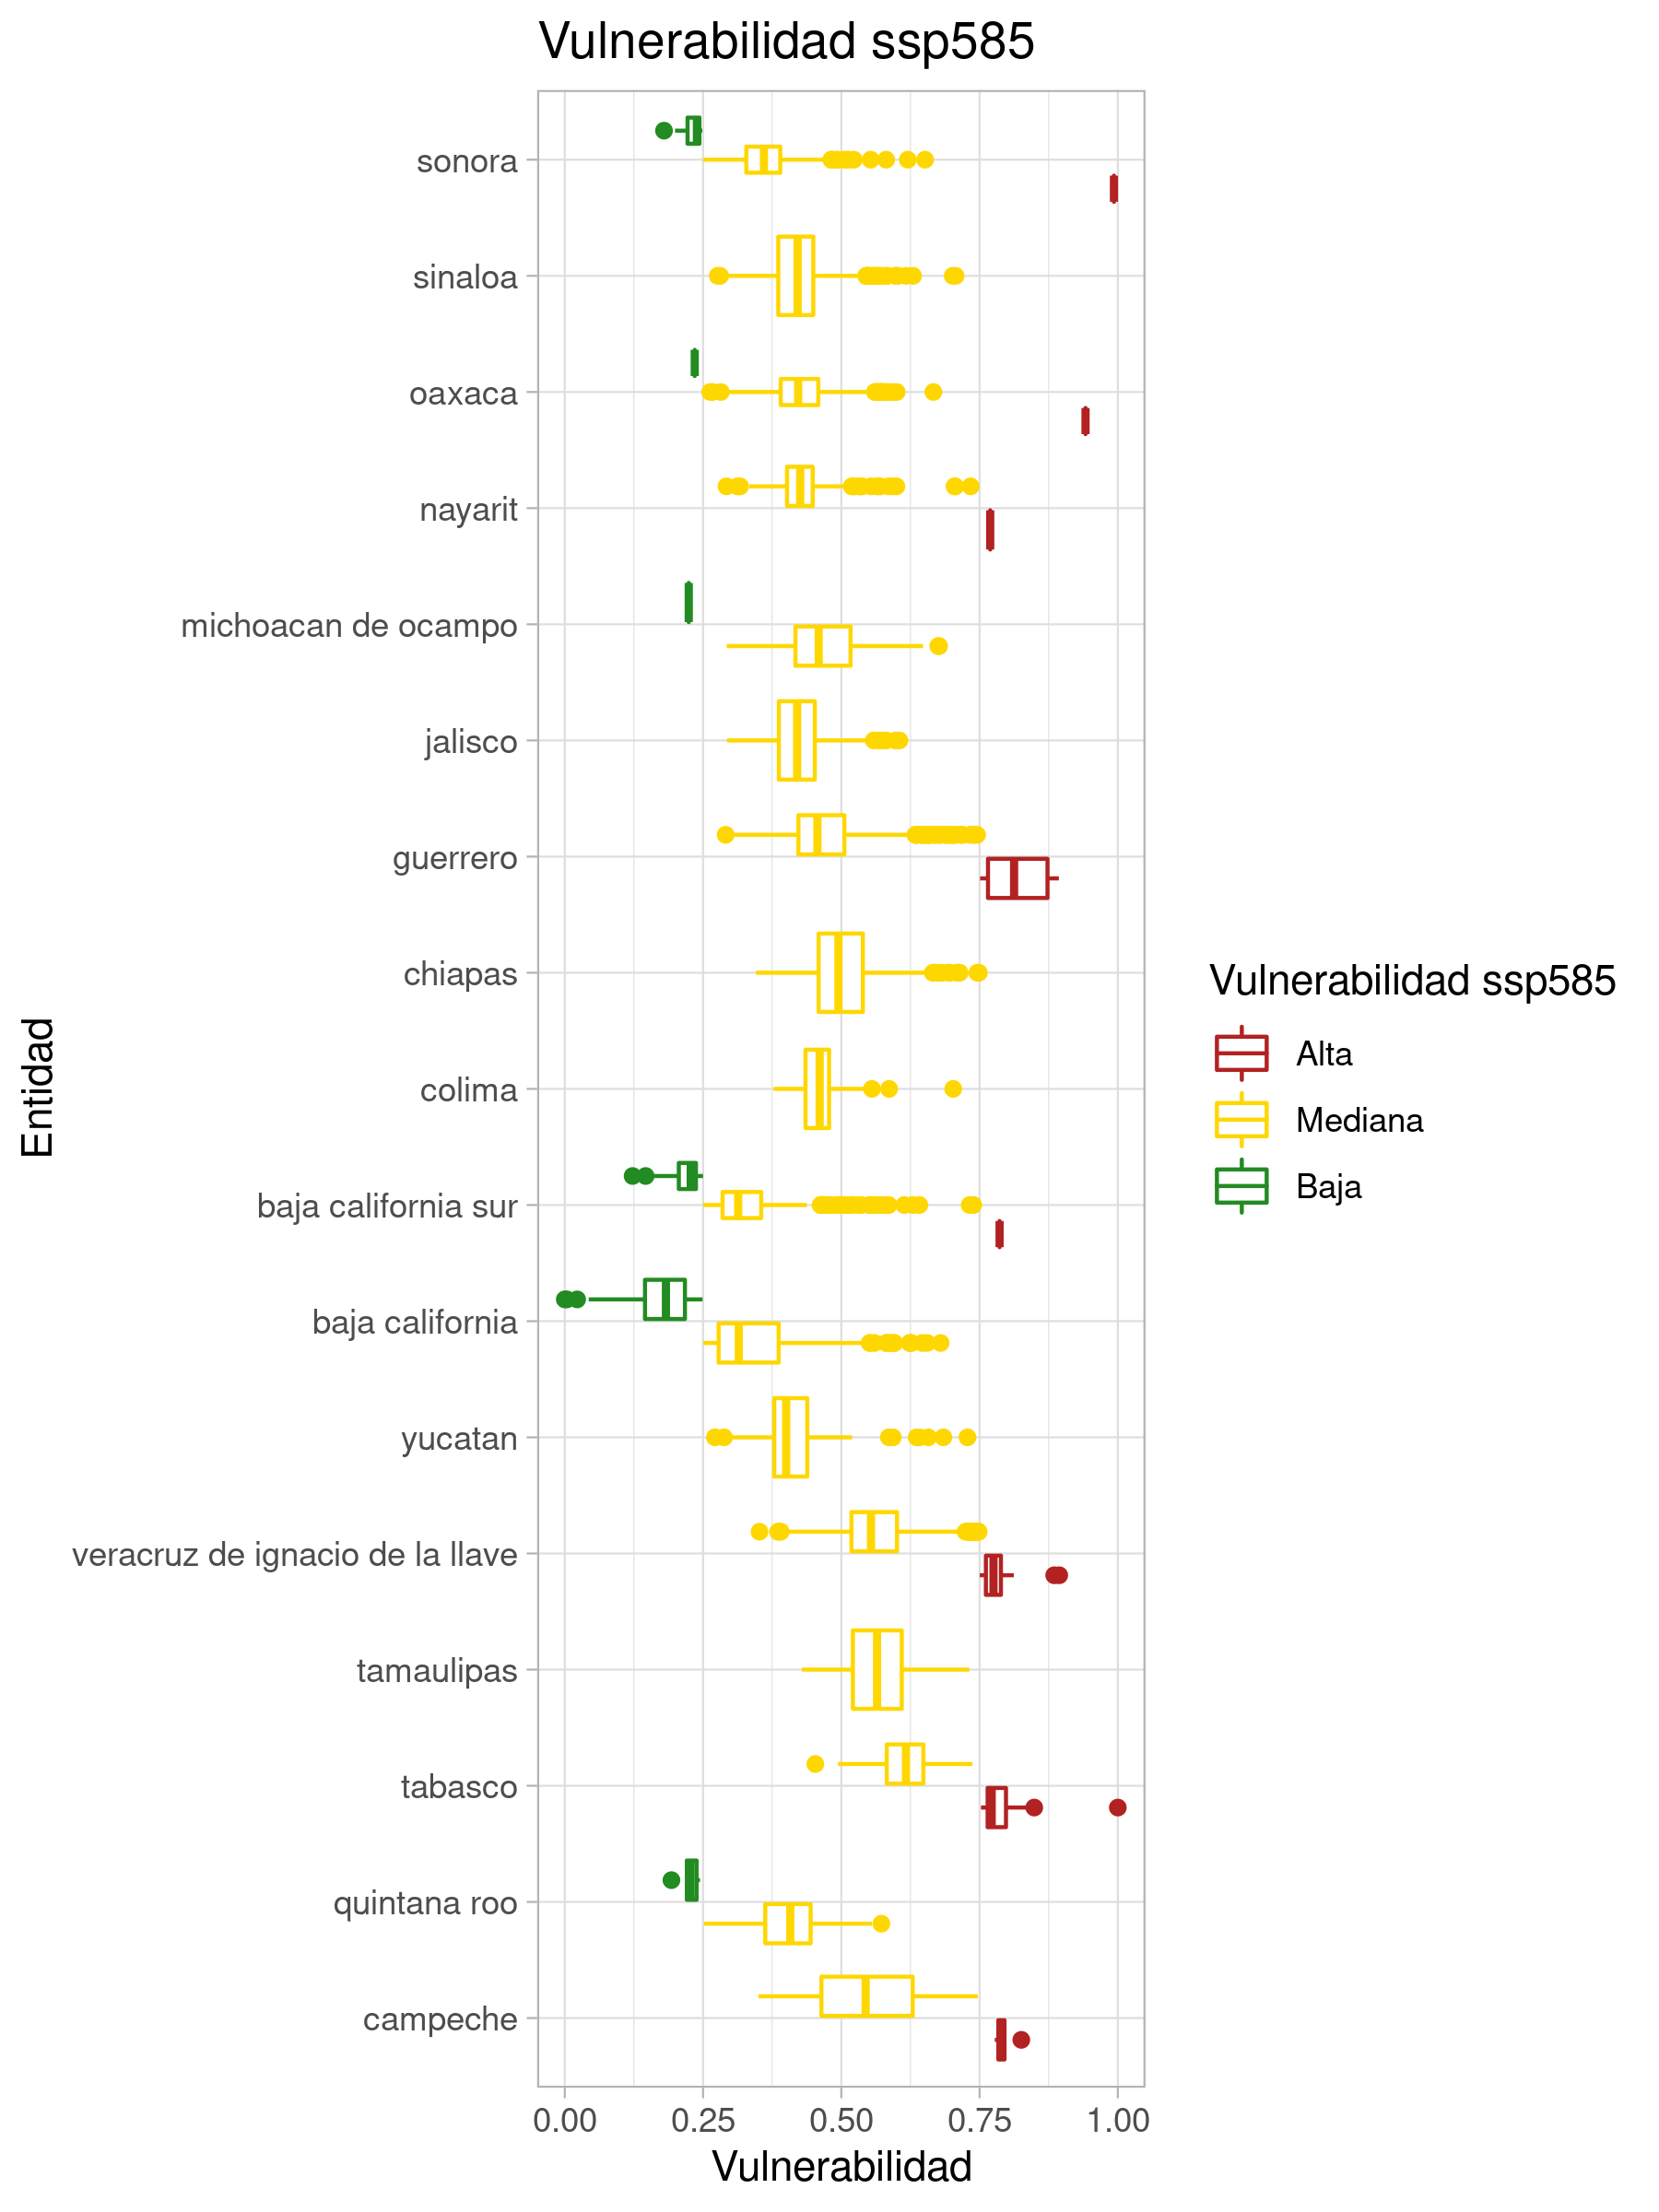 Vulnerabilidad ssp585
sonora
sinaloa
oaxaca
nayarit
michoacan de ocampo
jalisco
guerrero
chiapas
colima
baja california sur
baja california
yucatan
veracruz de ignacio de la llave
tamaulipas
tabasco
quintana roo
campeche
Entidad
0.00 0.25 0.50 0.75 1.00
Vulnerabilidad
Vulnerabilidad ssp585
Alta
Mediana
Baja